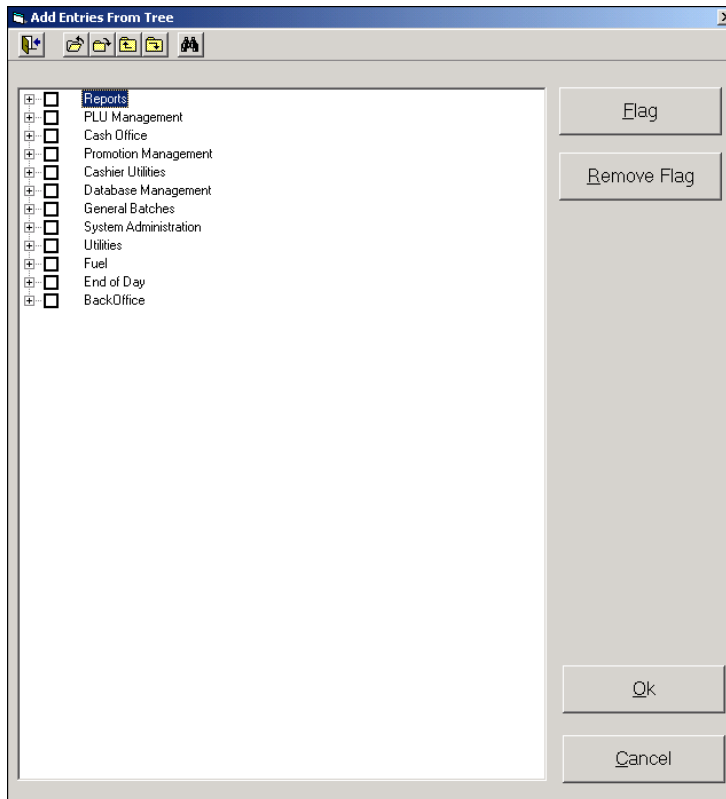 Add Entries From Tree
Reports
PLU Management
Cash Office
Promotion Management
Cashier Utilities
Database Management
General Batches
System Administration
Utilities
Fuel
End of Day
BackOffice
Flag
Remove Flag
Ok
Cancel